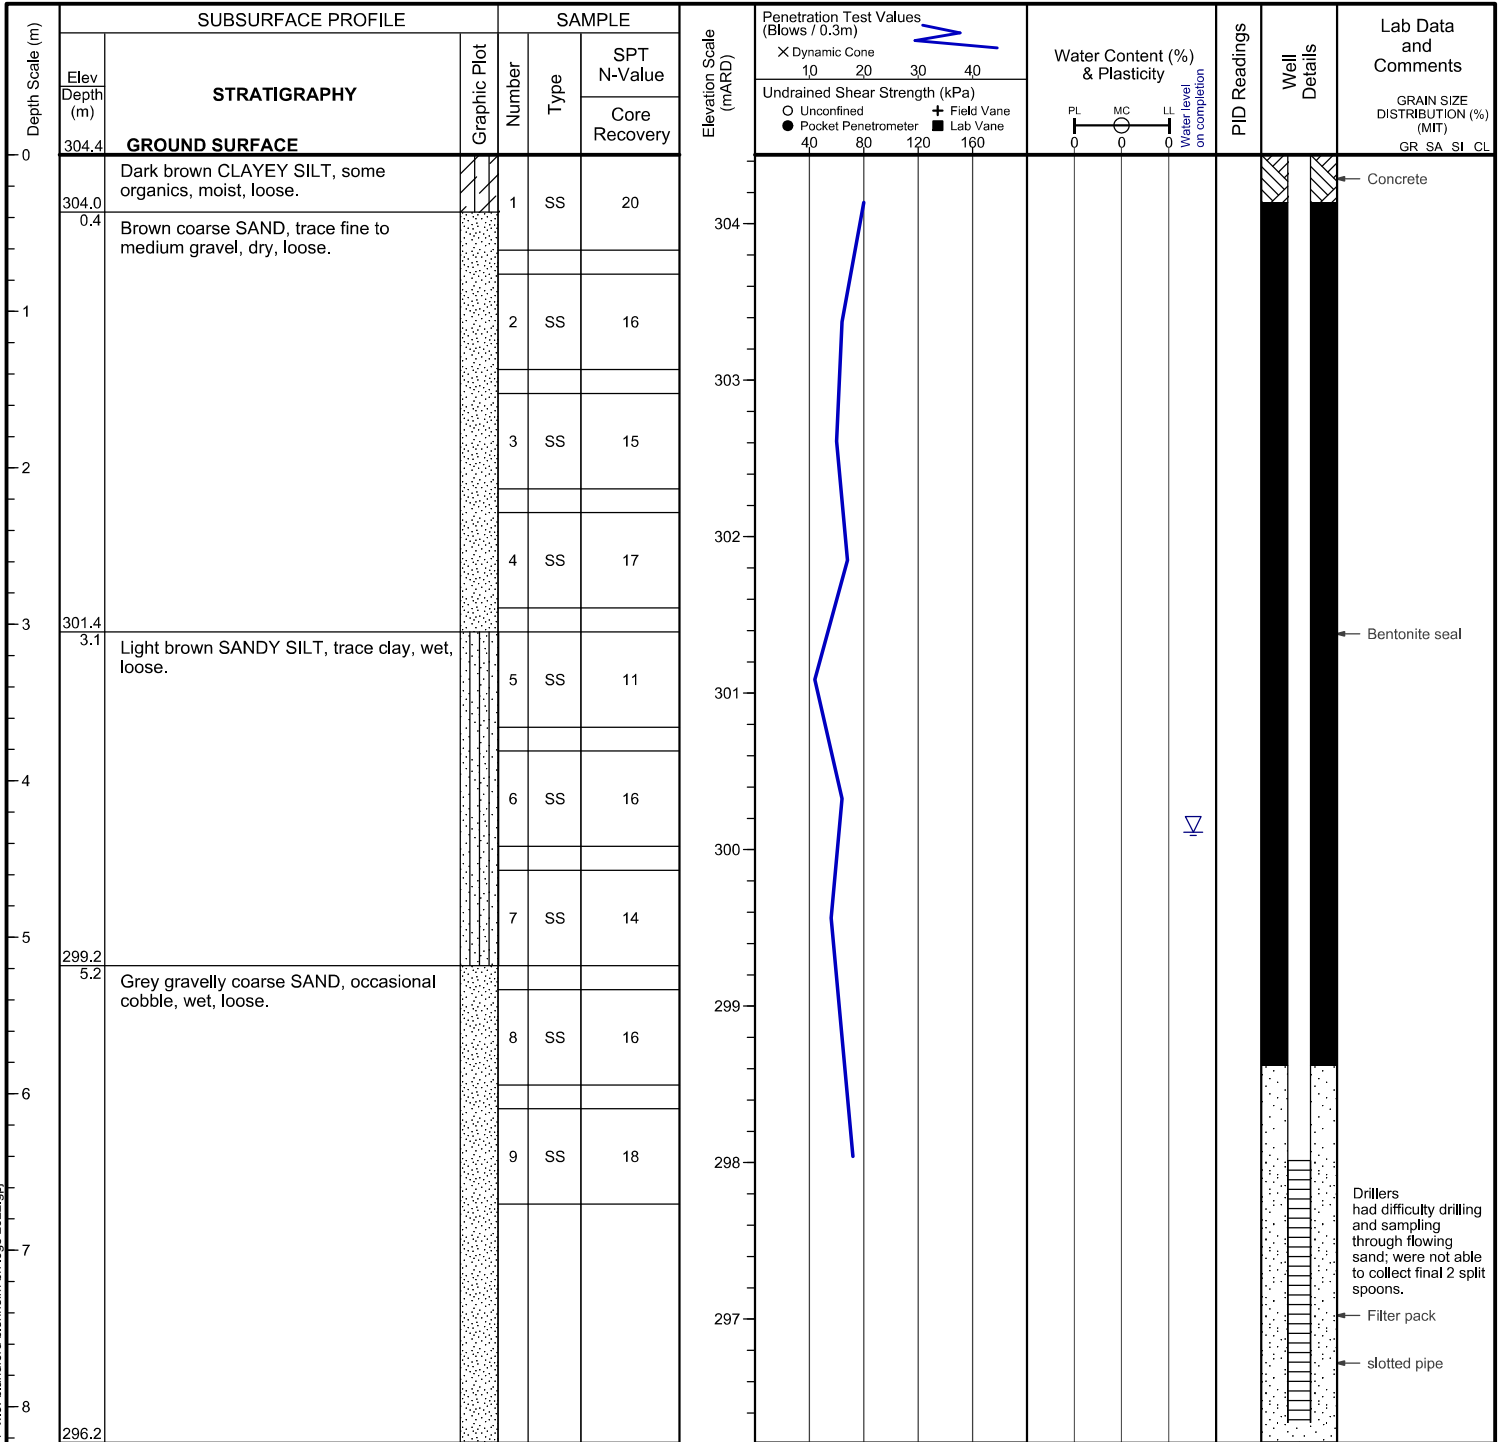 SUBSURFACE PROFILE
SAMPLE
Depth Scale (m)
Elev
Depth
(m)
STRATIGRAPHY
Graphic Plot
Number
Type
SPT
N-Value
Core
Recovery
Elevation Scale
(mARD)
Penetration Test Values
(Blows / 0.3m)
Dynamic Cone
10 20 30 40
Undrained Shear Strength (kPa)
Unconfined
Field Vane
Pocket Penetrometer
Lab Vane
40 80 120 160
Water Content (%)
& Plasticity
PL MC LL
0 0 0
Water level
on completion
PID Readings
Well
Details
Lab Data
and
Comments
GRAIN SIZE
DISTRIBUTION (%)
(MIT)
GR SA SI CL
304.4 GROUND SURFACE
0
1
2
3
4
5
6
7
8
Dark brown CLAYEY SILT, some
organics, moist, loose.
304.0
0.4
Brown coarse SAND, trace fine to
medium gravel, dry, loose.
301.4
3.1
Light brown SANDY SILT, trace clay, wet,
loose.
299.2
5.2
Grey gravelly coarse SAND, occasional
cobble, wet, loose.
296.2
1 SS 20
2 SS 16
3 SS 15
4 SS 17
5 SS 11
6 SS 16
7 SS 14
8 SS 16
9 SS 18
304
303
302
301
300
299
298
297
Concrete
Bentonite seal
Drillers
had difficulty drilling
and sampling
through flowing
sand; were not able
to collect final 2 split
spoons.
Filter pack
slotted pipe